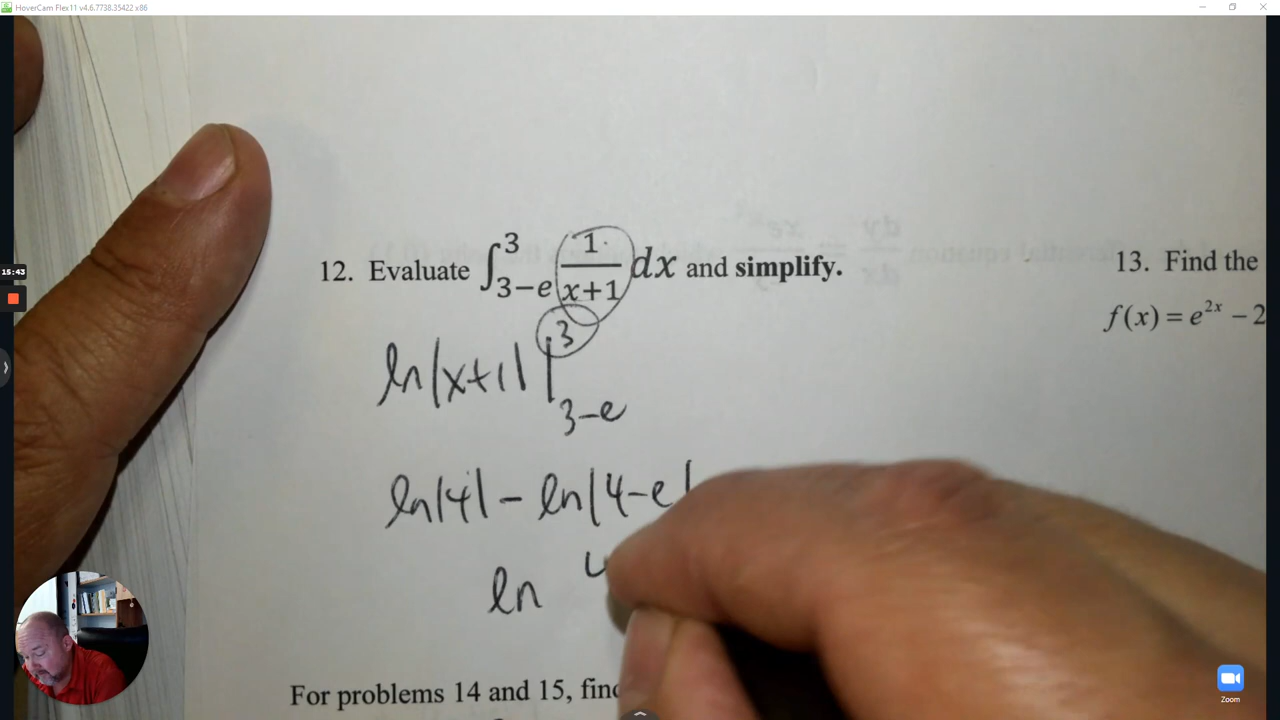 HoverCam Flex11 v4.6.7738.35422 x86
15:43
12. Evaluate ∫_{3−e}^{3} 1/(x+1) dx and simplify.
13. Find the
f(x) = e^{2x} − 2
ln|x+1| |_{3-e}^{3}
ln|4| - ln|4-e|
ln 4
For problems 14 and 15, find
Zoom